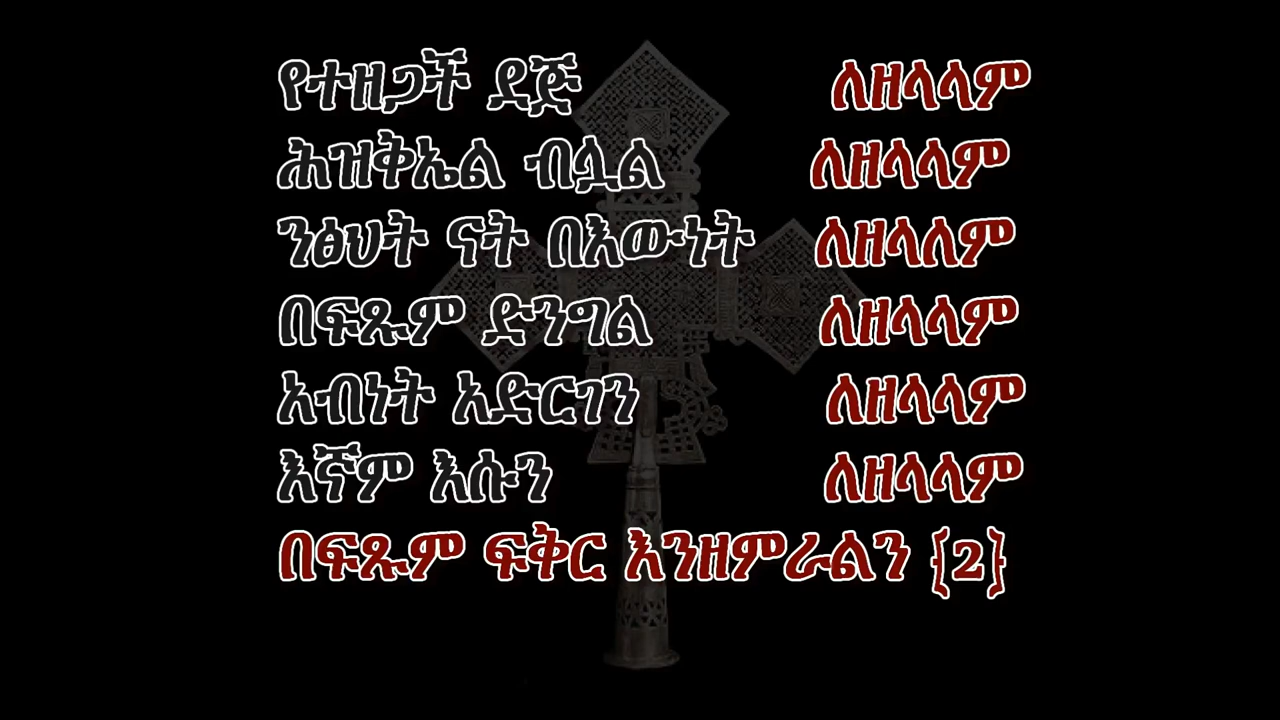 የተዘጋች ደጅ ለዘላላም
ሕዝቅኤል ብሏል ለዘላላም
ንፅህት ናት በእውነት ለዘላለም
በፍጹም ድንግል ለዘላላም
አብነት አድርገን ለዘላላም
እኛም እሱን ለዘላላም
በፍጹም ፍቅር እንዘምራልን {2}